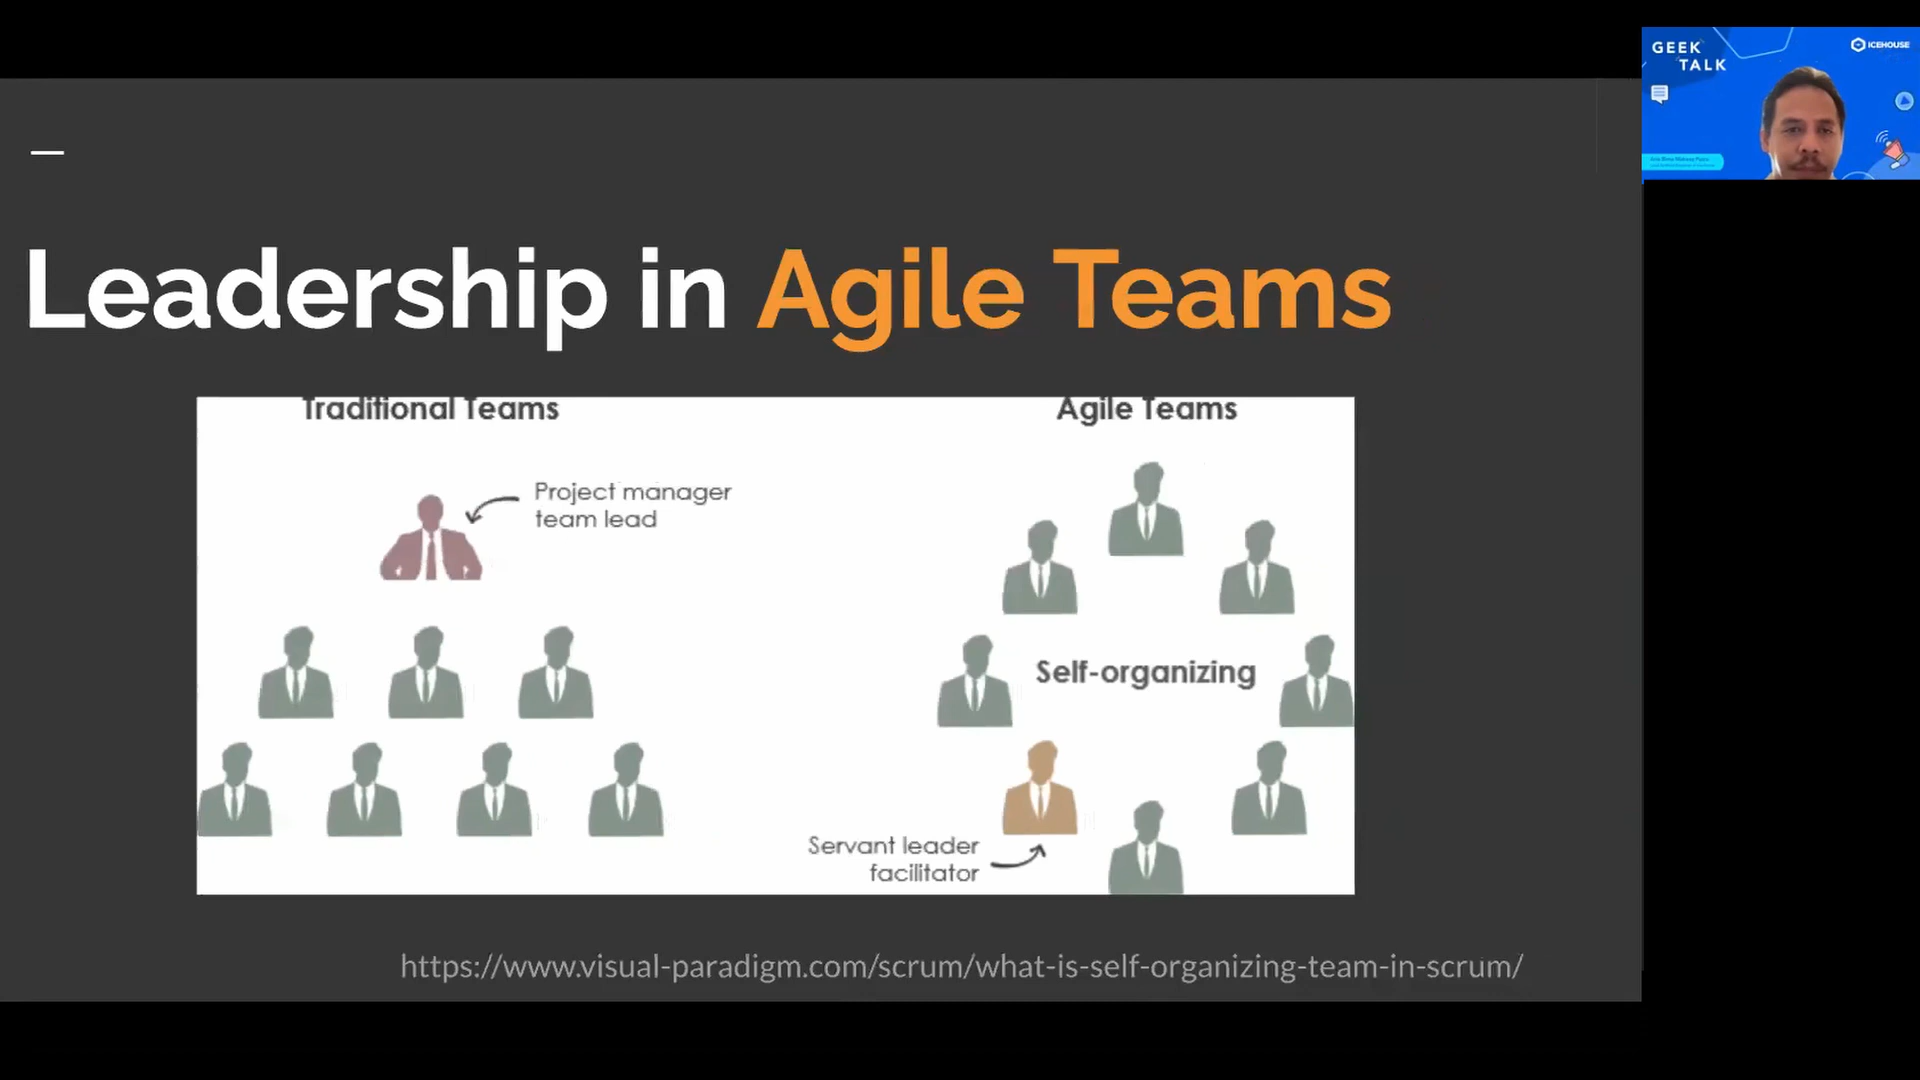 Leadership in Agile Teams
Traditional Teams
Agile Teams
Project manager
team lead
Self-organizing
Servant leader
facilitator
https://www.visual-paradigm.com/scrum/what-is-self-organizing-team-in-scrum/
GEEK
TALK
ICEHOUSE